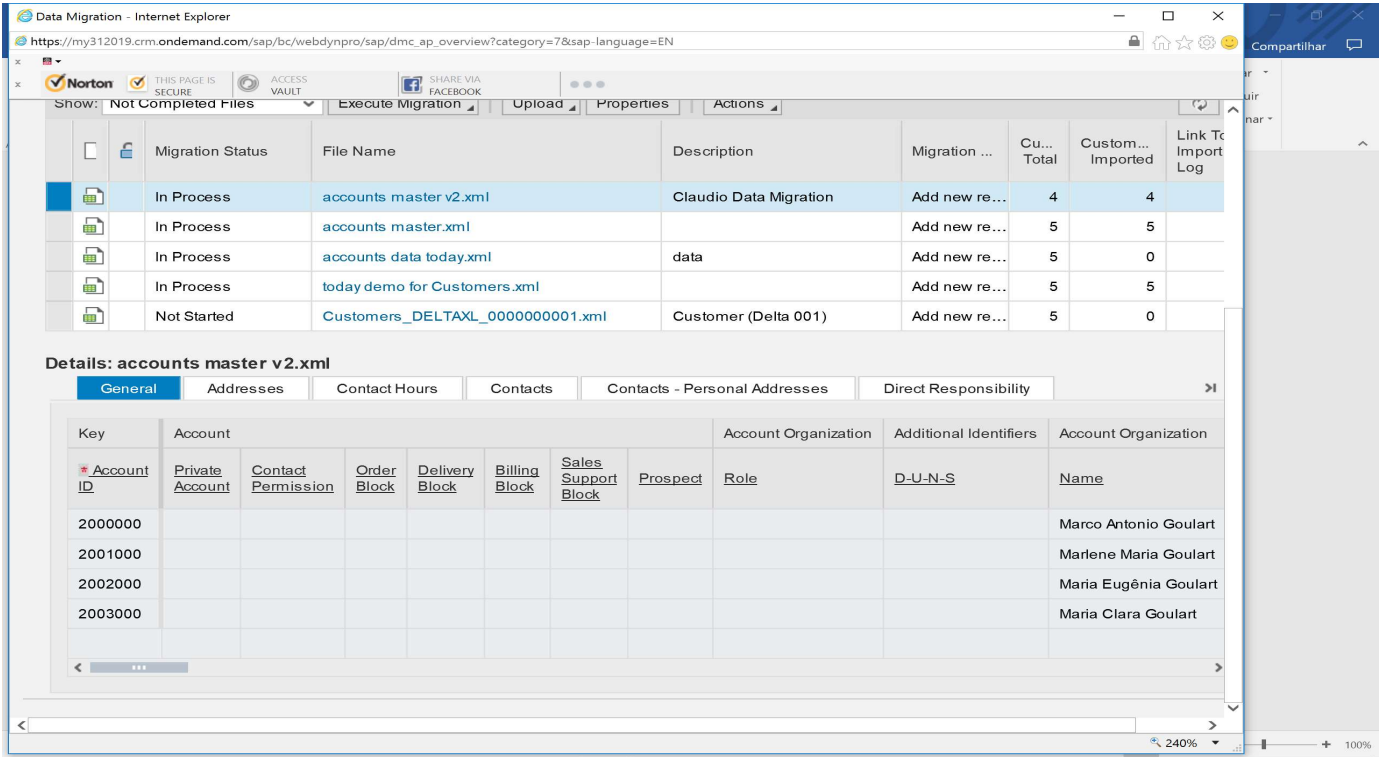 Data Migration - Internet Explorer
https://my312019.crm.ondemand.com/sap/bc/webdynpro/sap/dmc_ap_overview?category=7&sap-language=EN
Compartilhar
Norton THIS PAGE IS SECURE ACCESS VAULT SHARE VIA FACEBOOK
uir
nar
Show: Not Completed Files Execute Migration Upload Properties Actions
Migration Status File Name Description Migration ... Cu... Total Custom... Imported Link To Import Log
In Process accounts master v2.xml Claudio Data Migration Add new re... 4 4
In Process accounts master.xml Add new re... 5 5
In Process accounts data today.xml data Add new re... 5 0
In Process today demo for Customers.xml Add new re... 5 5
Not Started Customers_DELTAXL_0000000001.xml Customer (Delta 001) Add new re... 5 0
Details: accounts master v2.xml
General Addresses Contact Hours Contacts Contacts - Personal Addresses Direct Responsibility
Key Account Account Organization Additional Identifiers Account Organization
* Account ID Private Account Contact Permission Order Block Delivery Block Billing Block Sales Support Block Prospect Role D-U-N-S Name
2000000 Marco Antonio Goulart
2001000 Marlene Maria Goulart
2002000 Maria Eugênia Goulart
2003000 Maria Clara Goulart
240%
100%